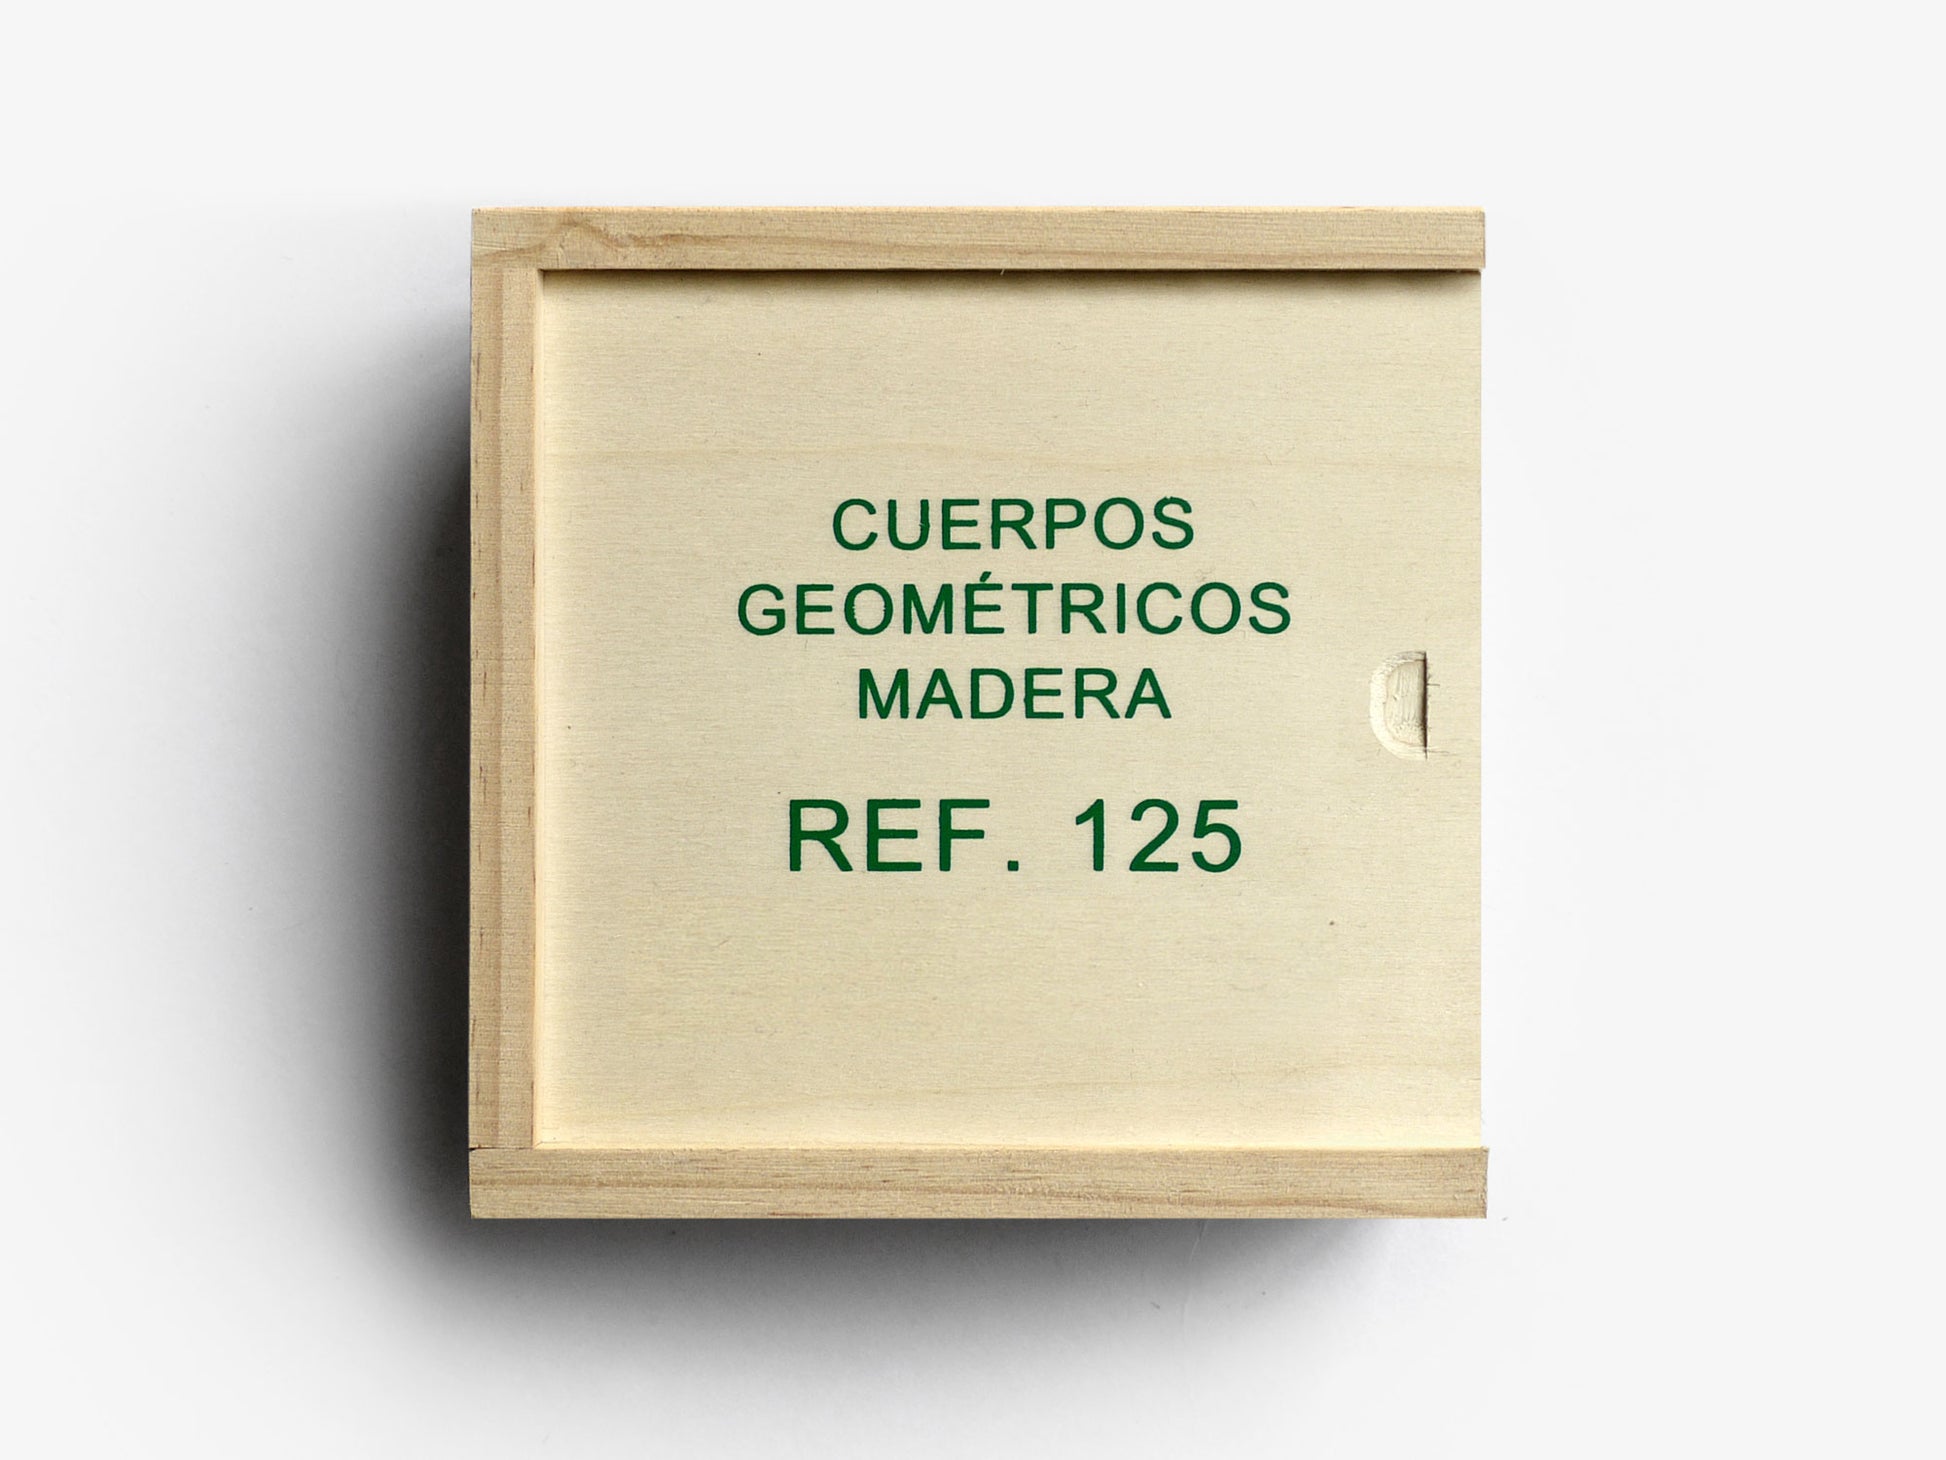 CUERPOS
GEOMÉTRICOS
MADERA
REF. 125